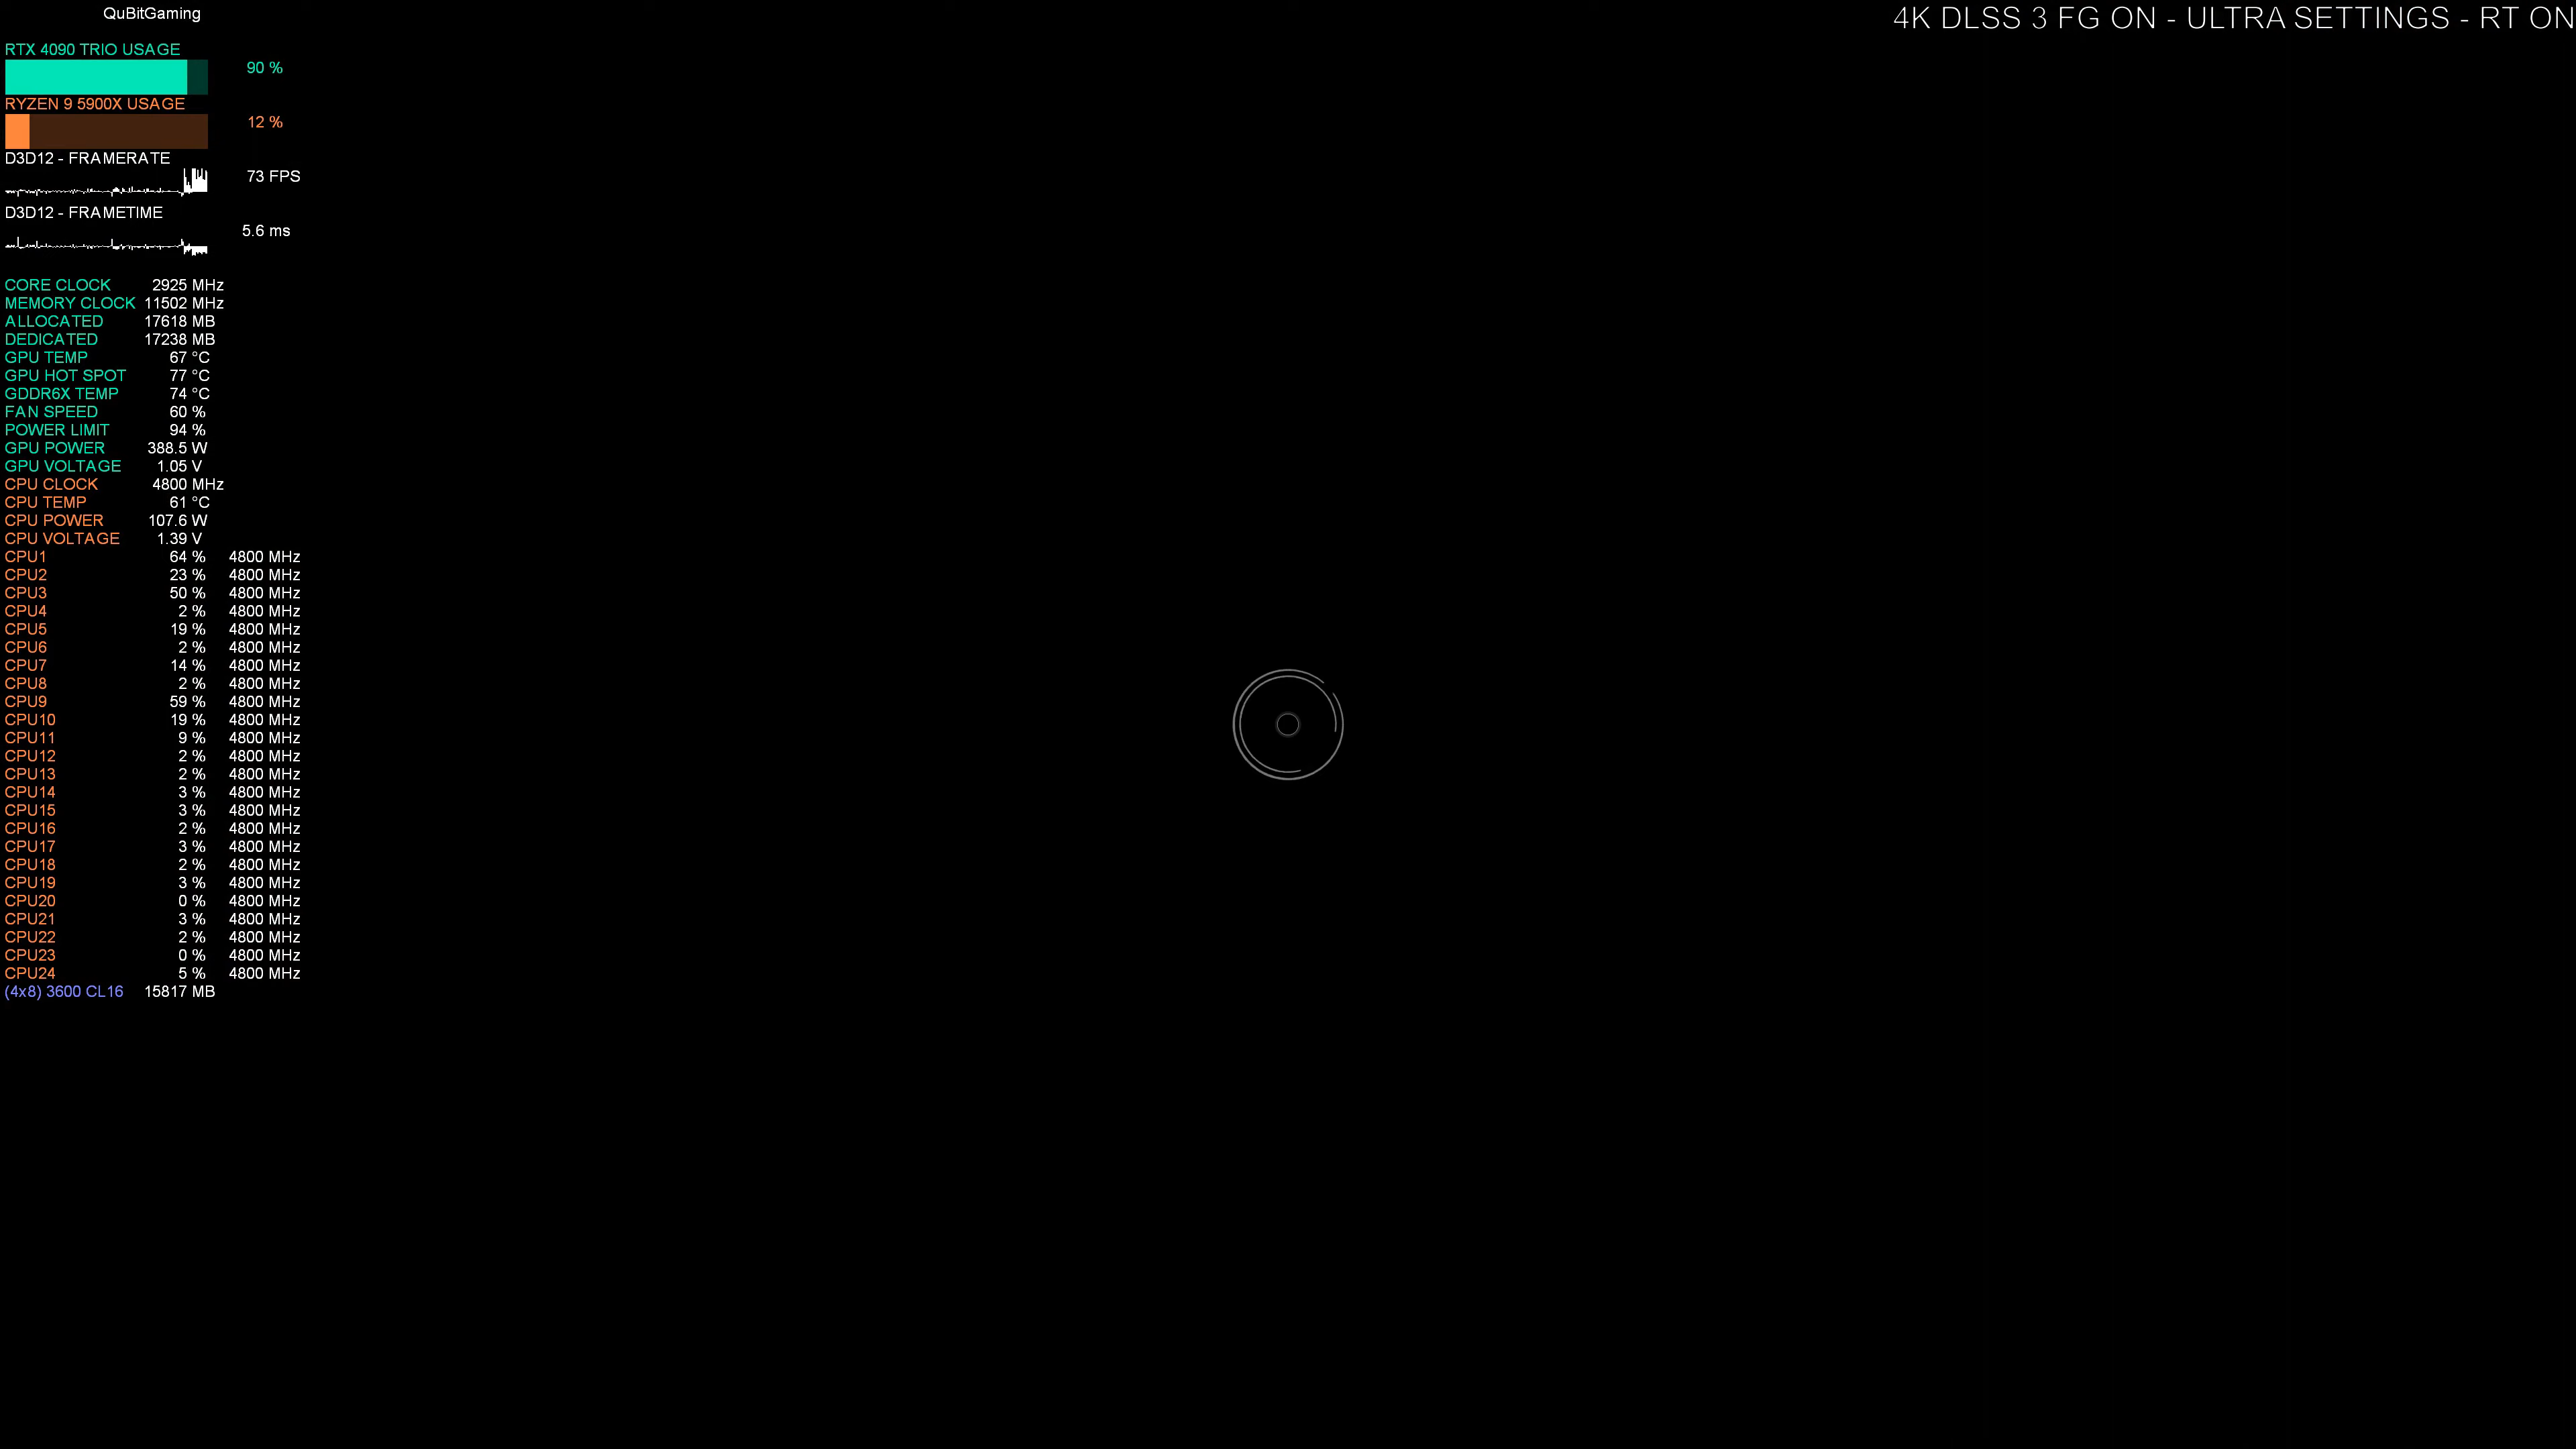 QuBitGaming
4K DLSS 3 FG ON - ULTRA SETTINGS - RT ON
RTX 4090 TRIO USAGE
90 %
RYZEN 9 5900X USAGE
12 %
D3D12 - FRAMERATE
73 FPS
D3D12 - FRAMETIME
5.6 ms
CORE CLOCK 2925 MHz
MEMORY CLOCK 11502 MHz
ALLOCATED 17618 MB
DEDICATED 17238 MB
GPU TEMP 67 °C
GPU HOT SPOT 77 °C
GDDR6X TEMP 74 °C
FAN SPEED 60 %
POWER LIMIT 94 %
GPU POWER 388.5 W
GPU VOLTAGE 1.05 V
CPU CLOCK 4800 MHz
CPU TEMP 61 °C
CPU POWER 107.6 W
CPU VOLTAGE 1.39 V
CPU1 64 % 4800 MHz
CPU2 23 % 4800 MHz
CPU3 50 % 4800 MHz
CPU4 2 % 4800 MHz
CPU5 19 % 4800 MHz
CPU6 2 % 4800 MHz
CPU7 14 % 4800 MHz
CPU8 2 % 4800 MHz
CPU9 59 % 4800 MHz
CPU10 19 % 4800 MHz
CPU11 9 % 4800 MHz
CPU12 2 % 4800 MHz
CPU13 2 % 4800 MHz
CPU14 3 % 4800 MHz
CPU15 3 % 4800 MHz
CPU16 2 % 4800 MHz
CPU17 3 % 4800 MHz
CPU18 2 % 4800 MHz
CPU19 3 % 4800 MHz
CPU20 0 % 4800 MHz
CPU21 3 % 4800 MHz
CPU22 2 % 4800 MHz
CPU23 0 % 4800 MHz
CPU24 5 % 4800 MHz
(4x8) 3600 CL16 15817 MB